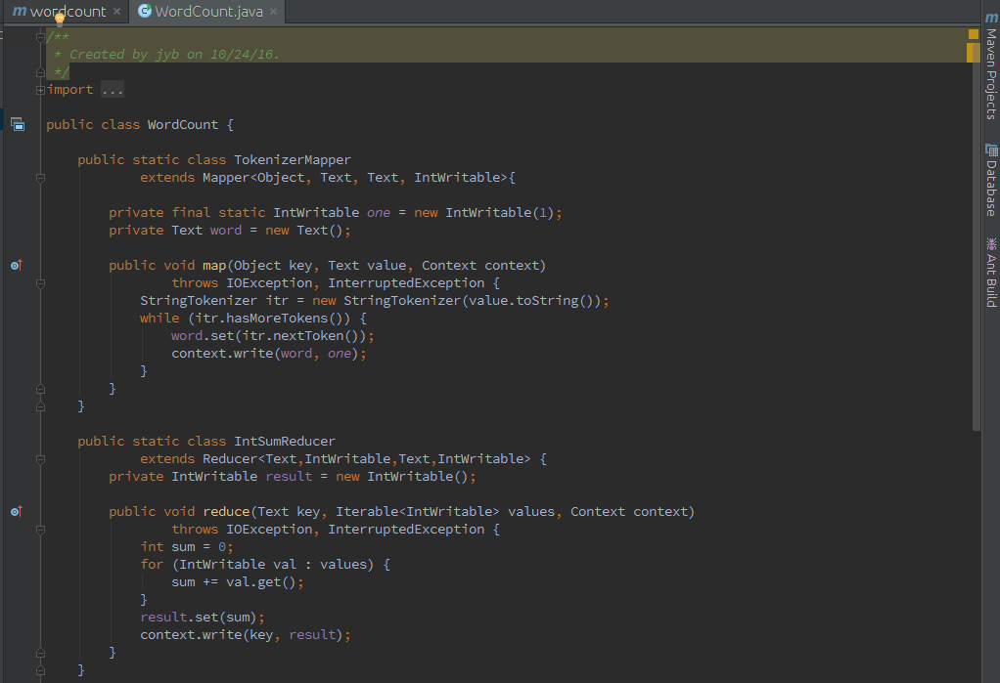 m wordcount × C WordCount.java ×
/**
 * Created by jyb on 10/24/16.
 */
import ...

public class WordCount {

    public static class TokenizerMapper
            extends Mapper<Object, Text, Text, IntWritable>{

        private final static IntWritable one = new IntWritable(1);
        private Text word = new Text();

        public void map(Object key, Text value, Context context)
                throws IOException, InterruptedException {
            StringTokenizer itr = new StringTokenizer(value.toString());
            while (itr.hasMoreTokens()) {
                word.set(itr.nextToken());
                context.write(word, one);
            }
        }
    }

    public static class IntSumReducer
            extends Reducer<Text,IntWritable,Text,IntWritable> {
        private IntWritable result = new IntWritable();

        public void reduce(Text key, Iterable<IntWritable> values, Context context)
                throws IOException, InterruptedException {
            int sum = 0;
            for (IntWritable val : values) {
                sum += val.get();
            }
            result.set(sum);
            context.write(key, result);
        }
    }
m Maven Projects
Database
Ant Build